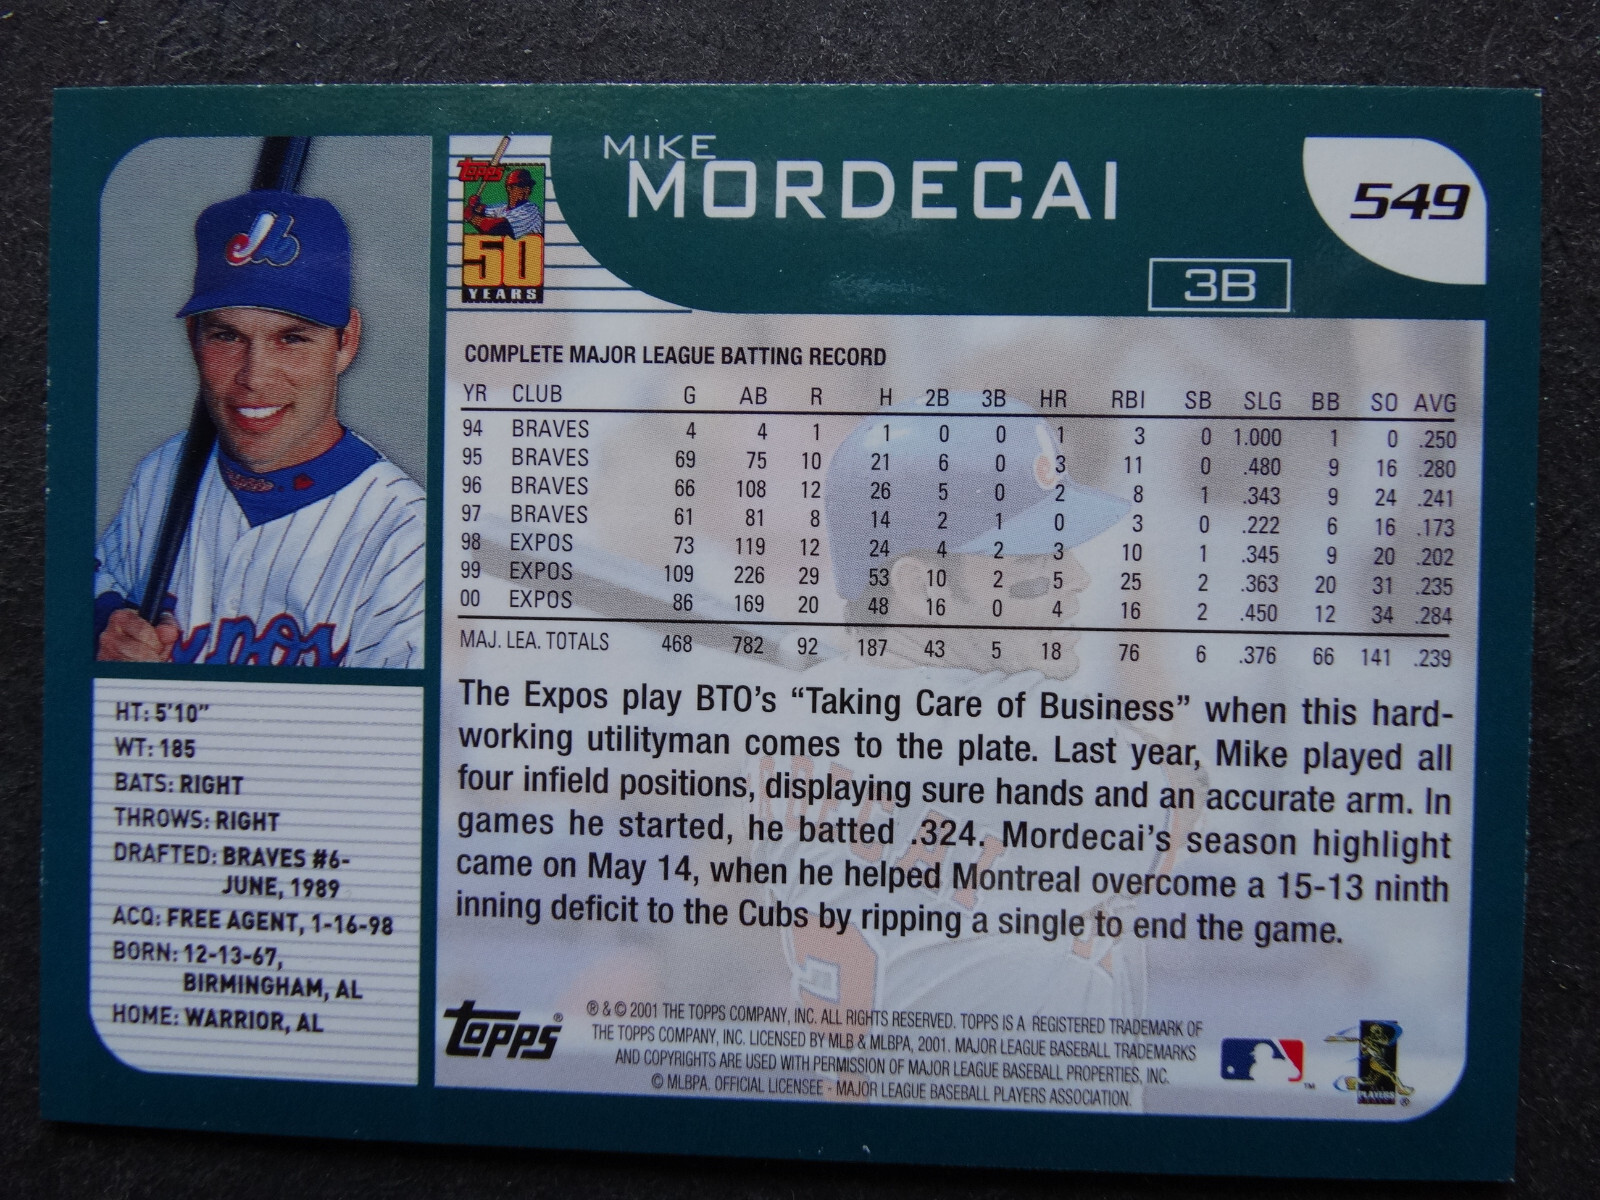 MIKE
MORDECAI
549
3B
Topps
50
YEARS
Expos
COMPLETE MAJOR LEAGUE BATTING RECORD
YR CLUB G AB R H 2B 3B HR RBI SB SLG BB SO AVG
94 BRAVES 4 4 1 1 0 0 1 3 0 1.000 1 0 .250
95 BRAVES 69 75 10 21 6 0 3 11 0 .480 9 16 .280
96 BRAVES 66 108 12 26 5 0 2 8 1 .343 9 24 .241
97 BRAVES 61 81 8 14 2 1 0 3 0 .222 6 16 .173
98 EXPOS 73 119 12 24 4 2 3 10 1 .345 9 20 .202
99 EXPOS 109 226 29 53 10 2 5 25 2 .363 20 31 .235
00 EXPOS 86 169 20 48 16 0 4 16 2 .450 12 34 .284
MAJ. LEA. TOTALS 468 782 92 187 43 5 18 76 6 .376 66 141 .239
The Expos play BTO's “Taking Care of Business” when this hard-
working utilityman comes to the plate. Last year, Mike played all
four infield positions, displaying sure hands and an accurate arm. In
games he started, he batted .324. Mordecai's season highlight
came on May 14, when he helped Montreal overcome a 15-13 ninth
inning deficit to the Cubs by ripping a single to end the game.
HT: 5'10"
WT: 185
BATS: RIGHT
THROWS: RIGHT
DRAFTED: BRAVES #6-
JUNE, 1989
ACQ: FREE AGENT, 1-16-98
BORN: 12-13-67,
BIRMINGHAM, AL
HOME: WARRIOR, AL
Topps®
® & © 2001 THE TOPPS COMPANY, INC. ALL RIGHTS RESERVED. TOPPS IS A REGISTERED TRADEMARK OF
THE TOPPS COMPANY, INC. LICENSED BY MLB & MLBPA, 2001. MAJOR LEAGUE BASEBALL TRADEMARKS
AND COPYRIGHTS ARE USED WITH PERMISSION OF MAJOR LEAGUE BASEBALL PROPERTIES, INC.
© MLBPA. OFFICIAL LICENSEE - MAJOR LEAGUE BASEBALL PLAYERS ASSOCIATION.
TM
PLAYERS
®